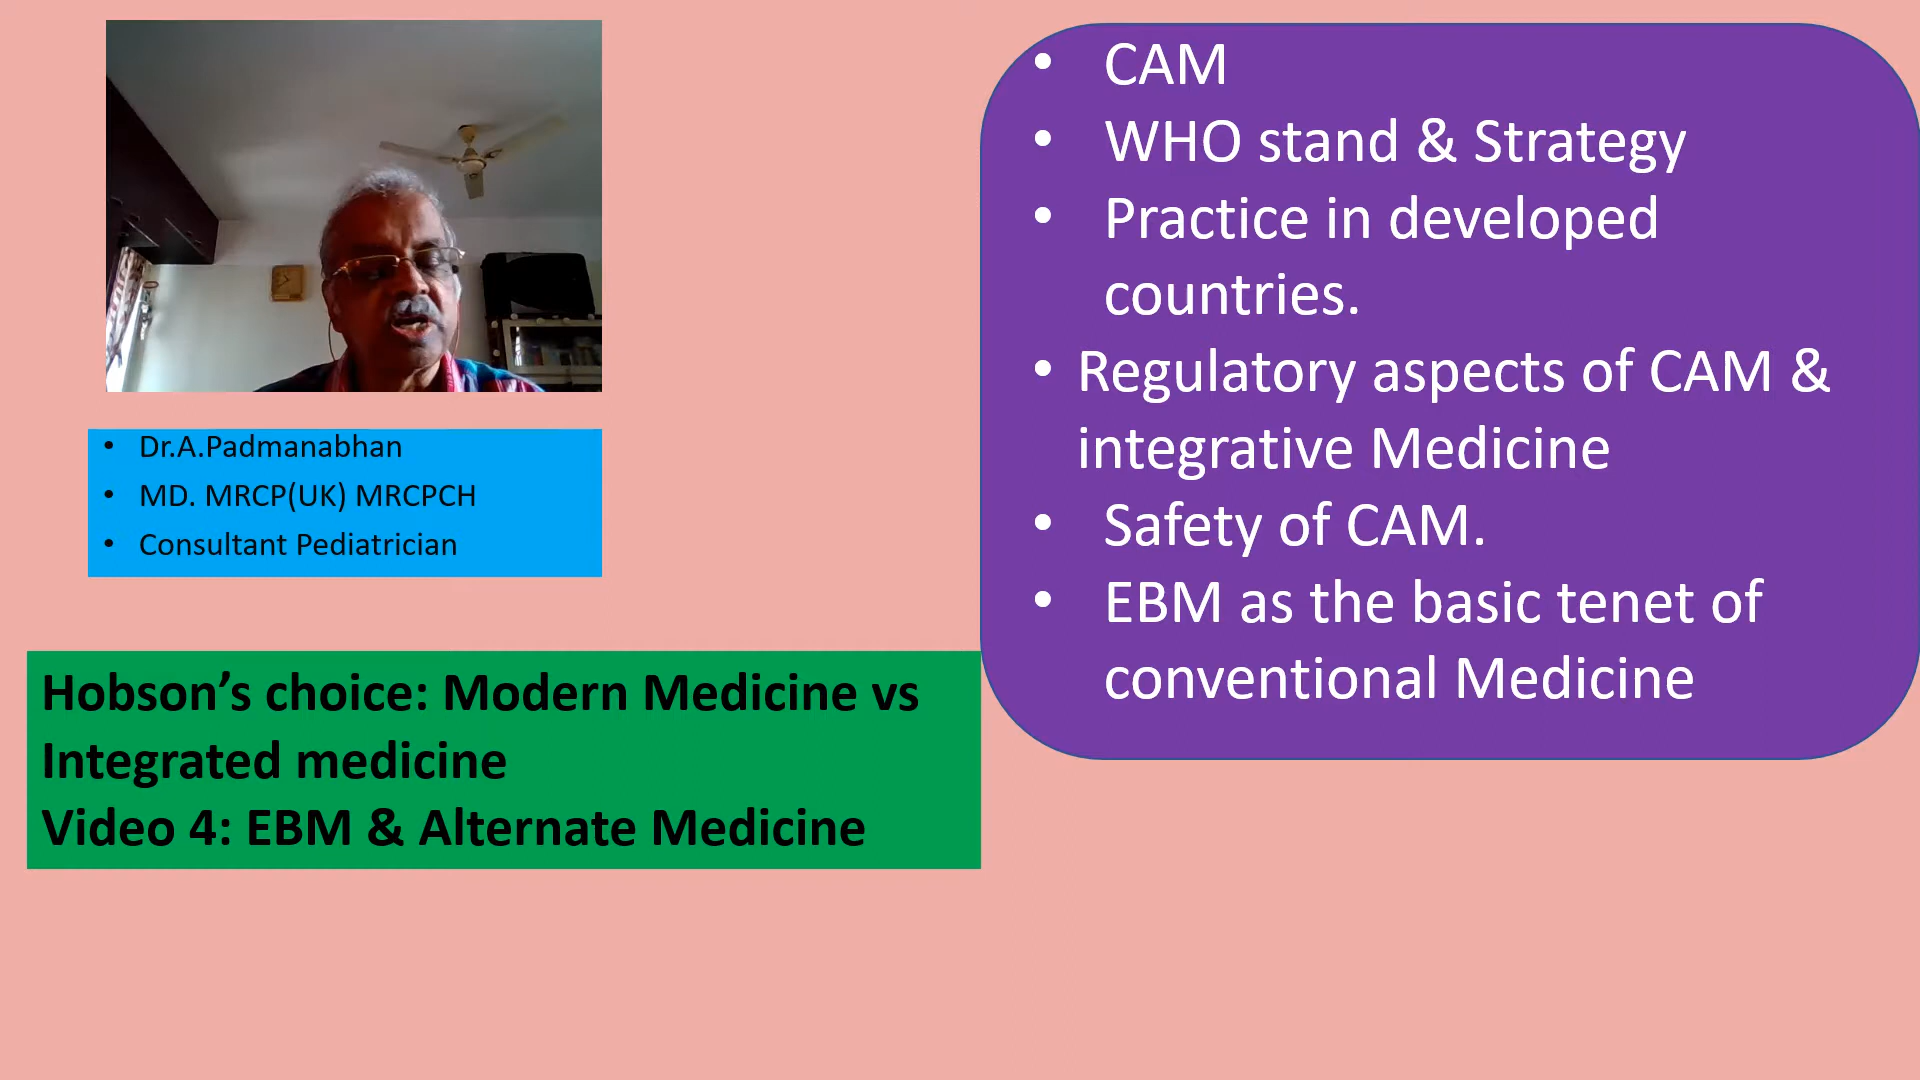 • Dr.A.Padmanabhan
• MD. MRCP(UK) MRCPCH
• Consultant Pediatrician
Hobson’s choice: Modern Medicine vs
Integrated medicine
Video 4: EBM & Alternate Medicine
• CAM
• WHO stand & Strategy
• Practice in developed
countries.
• Regulatory aspects of CAM &
integrative Medicine
• Safety of CAM.
• EBM as the basic tenet of
conventional Medicine